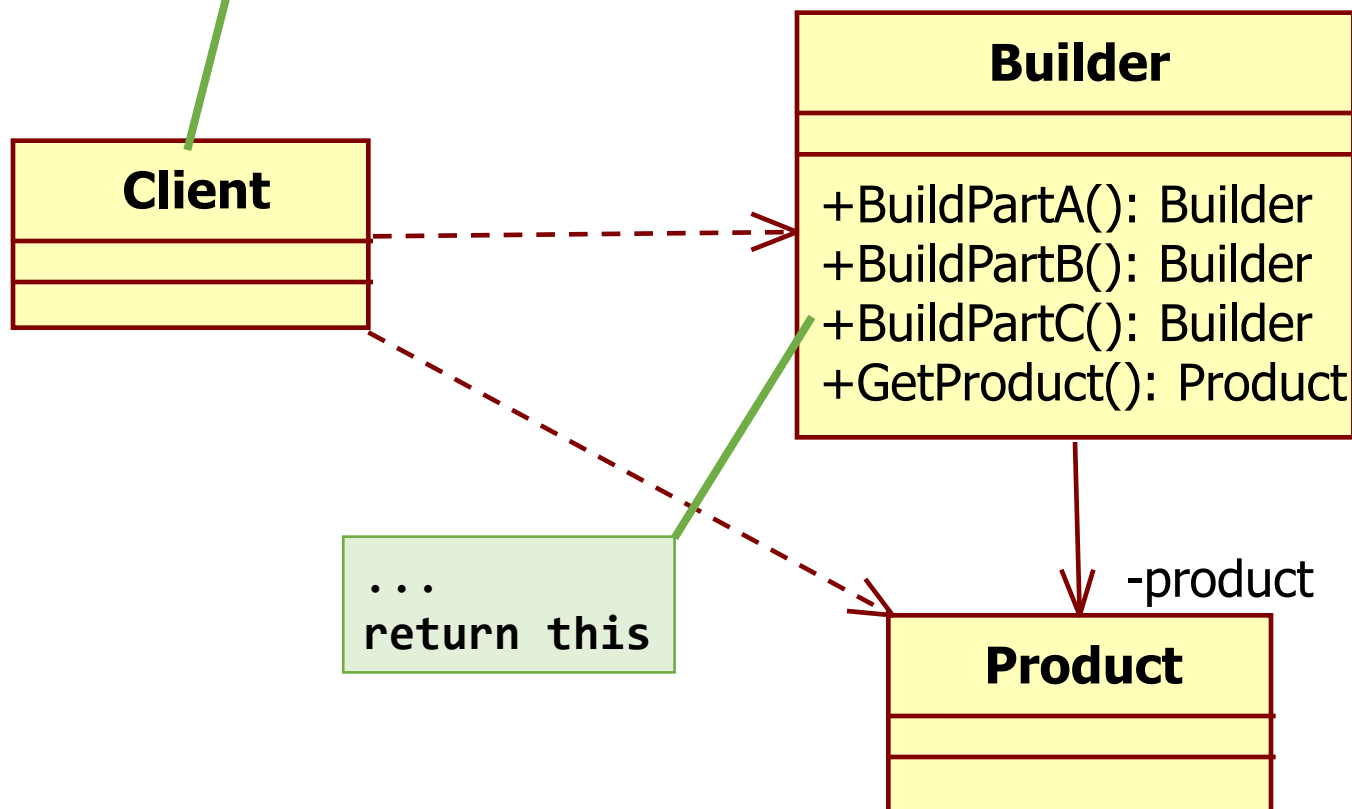 Builder
Client
+BuildPartA(): Builder
+BuildPartB(): Builder
+BuildPartC(): Builder
+GetProduct(): Product
...
return this
-product
Product